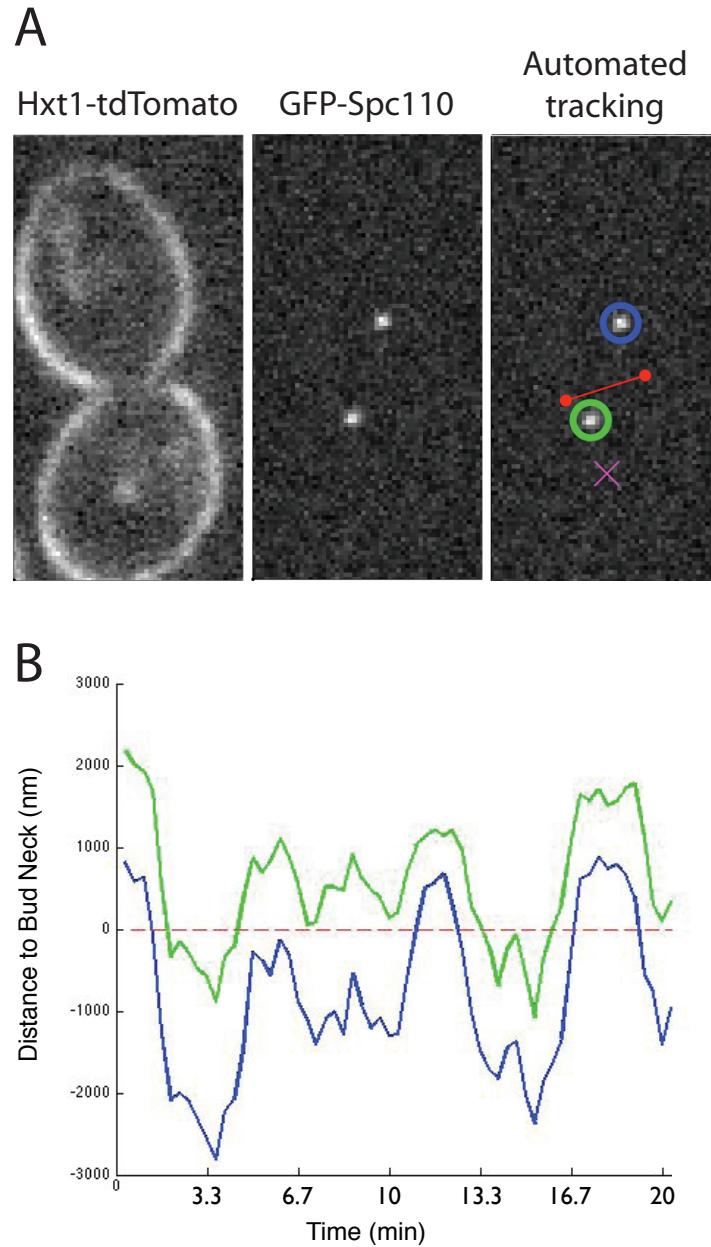 A
Hxt1-tdTomato
GFP-Spc110
Automated
tracking
B
Distance to Bud Neck (nm)
3000
2000
1000
0
-1000
-2000
-3000
0
3.3
6.7
10
13.3
16.7
20
Time (min)